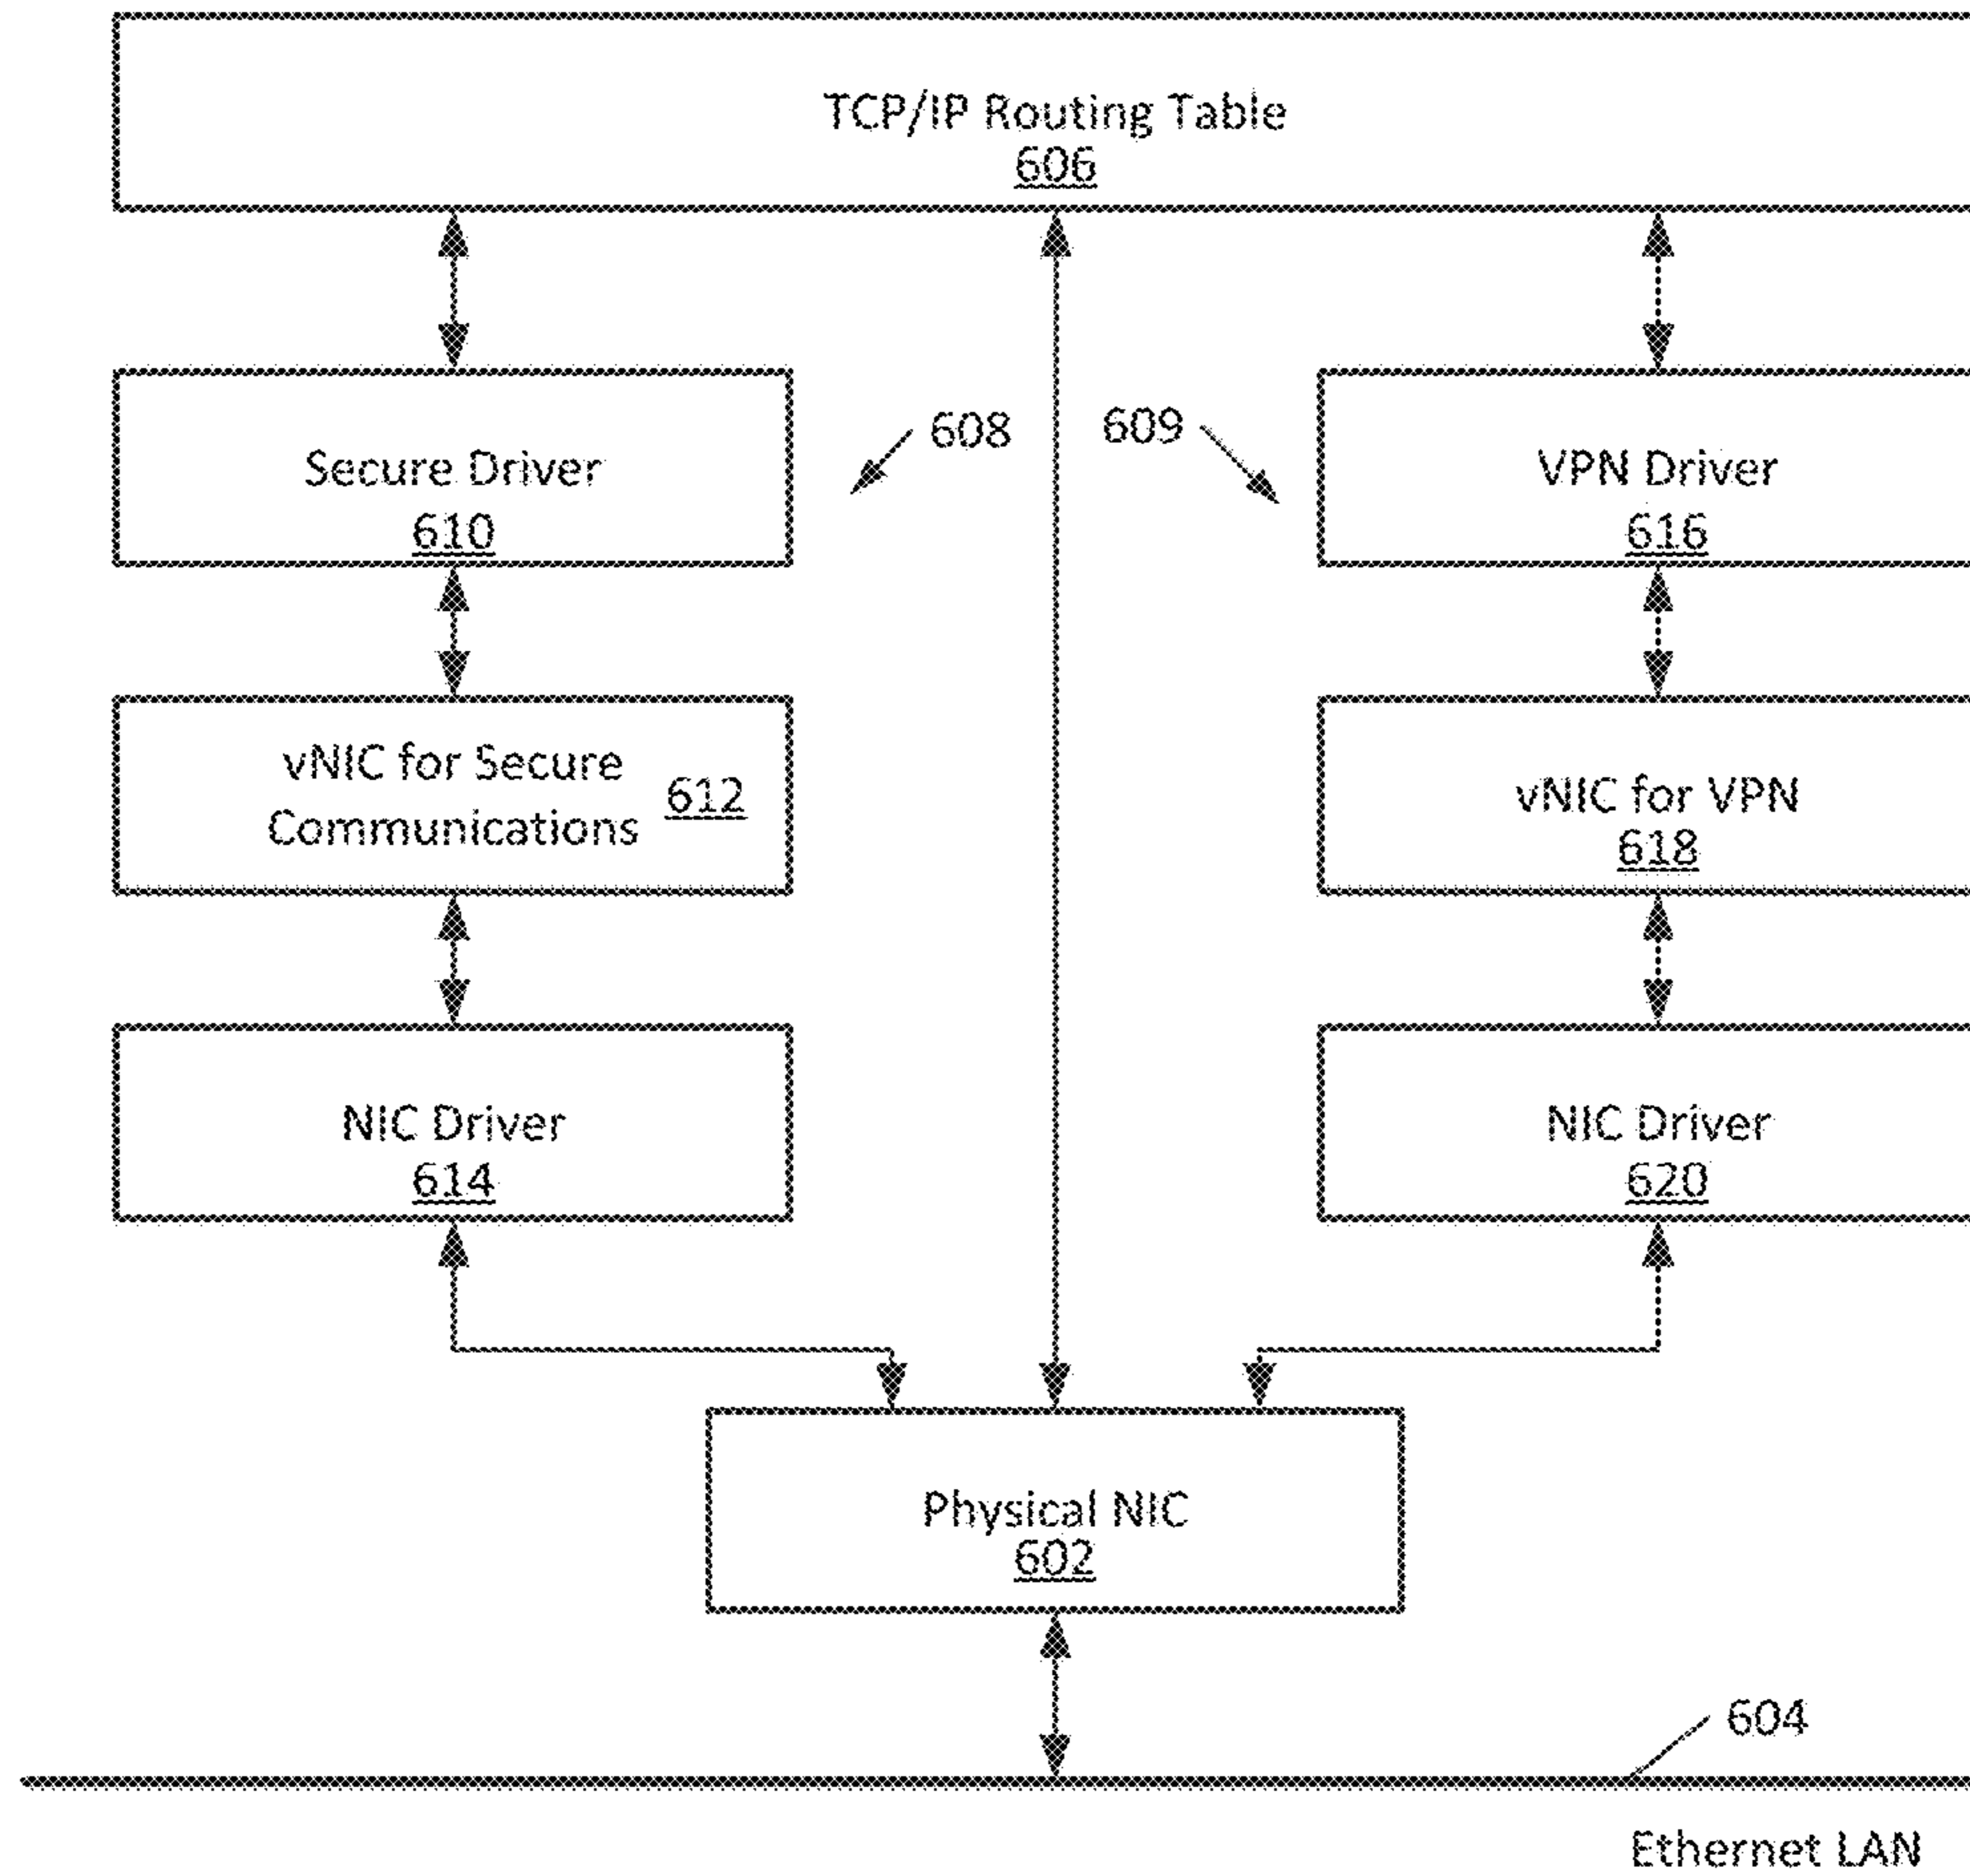 TCP/IP Routing Table
606
608
609
Secure Driver
610
VPN Driver
616
vNIC for Secure
Communications
612
vNIC for VPN
618
NIC Driver
614
NIC Driver
620
Physical NIC
602
604
Ethernet LAN